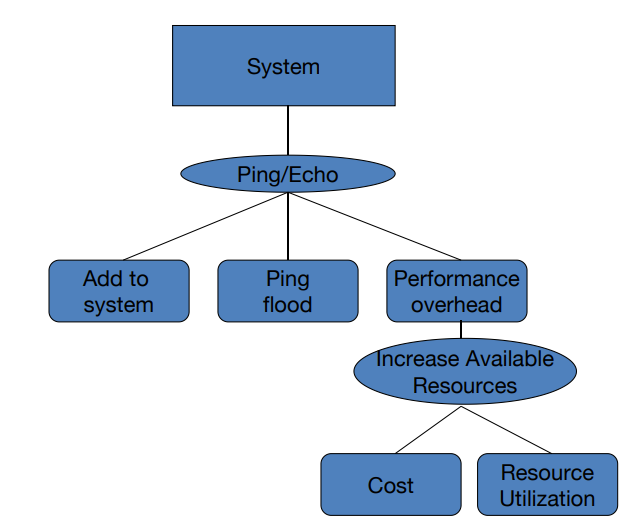 System
Ping/Echo
Add to
system
Ping
flood
Performance
overhead
Increase Available
Resources
Cost
Resource
Utilization